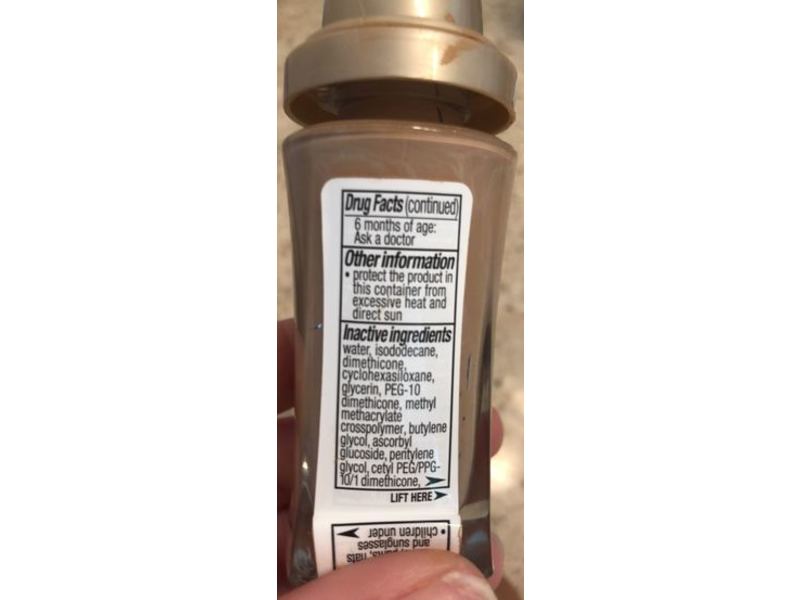 Drug Facts (continued)
6 months of age:
Ask a doctor
Other information
• protect the product in
this container from
excessive heat and
direct sun
Inactive ingredients
water, isododecane,
dimethicone,
cyclohexasiloxane,
glycerin, PEG-10
dimethicone, methyl
methacrylate
crosspolymer, butylene
glycol, ascorbyl
glucoside, pentylene
glycol, cetyl PEG/PPG-
10/1 dimethicone,
LIFT HERE
hats
and sunglasses
• children under